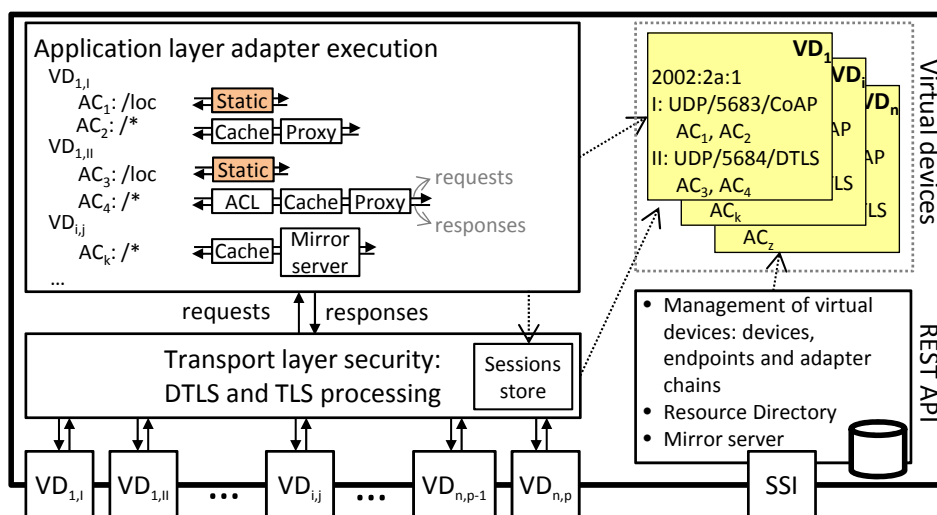 Application layer adapter execution
VD1,I
AC1: /loc
Static
AC2: /*
Cache
Proxy
VD1,II
AC3: /loc
Static
requests
AC4: /*
ACL
Cache
Proxy
responses
VDi,j
ACk: /*
Cache
Mirror
server
...
requests
responses
Transport layer security:
DTLS and TLS processing
Sessions
store
VD1
2002:2a:1
I: UDP/5683/CoAP
AC1, AC2
II: UDP/5684/DTLS
AC3, AC4
VDi
AP
TLS
ACk
VDn
AP
TLS
ACz
Virtual devices
• Management of virtual
devices: devices,
endpoints and adapter
chains
• Resource Directory
• Mirror server
REST API
VD1,I
VD1,II
...
VDi,j
...
VDn,p-1
VDn,p
SSI